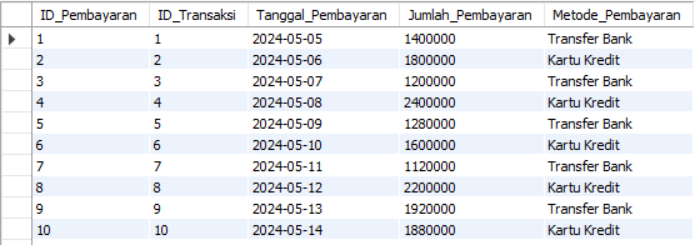 ID_Pembayaran ID_Transaksi Tanggal_Pembayaran Jumlah_Pembayaran Metode_Pembayaran
1 1 2024-05-05 1400000 Transfer Bank
2 2 2024-05-06 1800000 Kartu Kredit
3 3 2024-05-07 1200000 Transfer Bank
4 4 2024-05-08 2400000 Kartu Kredit
5 5 2024-05-09 1280000 Transfer Bank
6 6 2024-05-10 1600000 Kartu Kredit
7 7 2024-05-11 1120000 Transfer Bank
8 8 2024-05-12 2200000 Kartu Kredit
9 9 2024-05-13 1920000 Transfer Bank
10 10 2024-05-14 1880000 Kartu Kredit